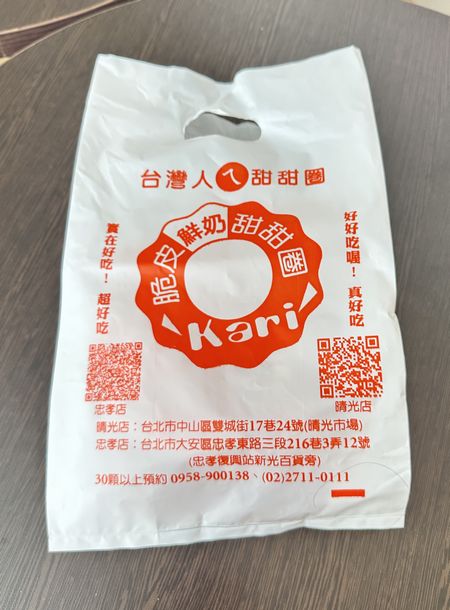 台灣人ㄟ甜甜圈
脆皮鮮奶甜甜圈
Kari
實在好吃！超好吃
好好吃喔！真好吃
忠孝店
晴光店
晴光店：台北市中山區雙城街17巷24號(晴光市場)
忠孝店：台北市大安區忠孝東路三段216巷3弄12號
(忠孝復興站新光百貨旁)
30顆以上預約 0958-900138、(02)2711-0111